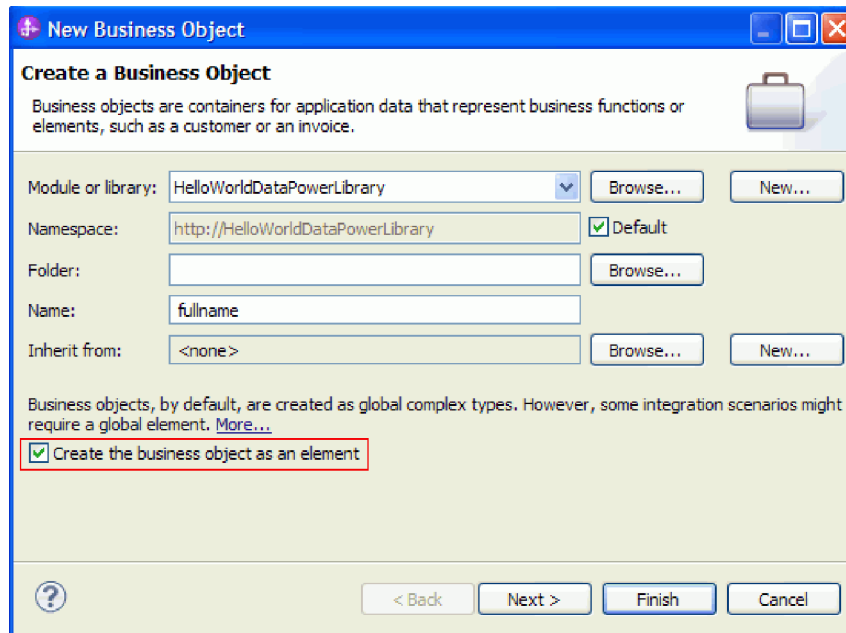 New Business Object
Create a Business Object
Business objects are containers for application data that represent business functions or
elements, such as a customer or an invoice.
Module or library: HelloWorldDataPowerLibrary Browse... New...
Namespace: http://HelloWorldDataPowerLibrary Default
Folder: Browse...
Name: fullname
Inherit from: <none> Browse... New...
Business objects, by default, are created as global complex types. However, some integration scenarios might
require a global element. More...
Create the business object as an element
? < Back Next > Finish Cancel